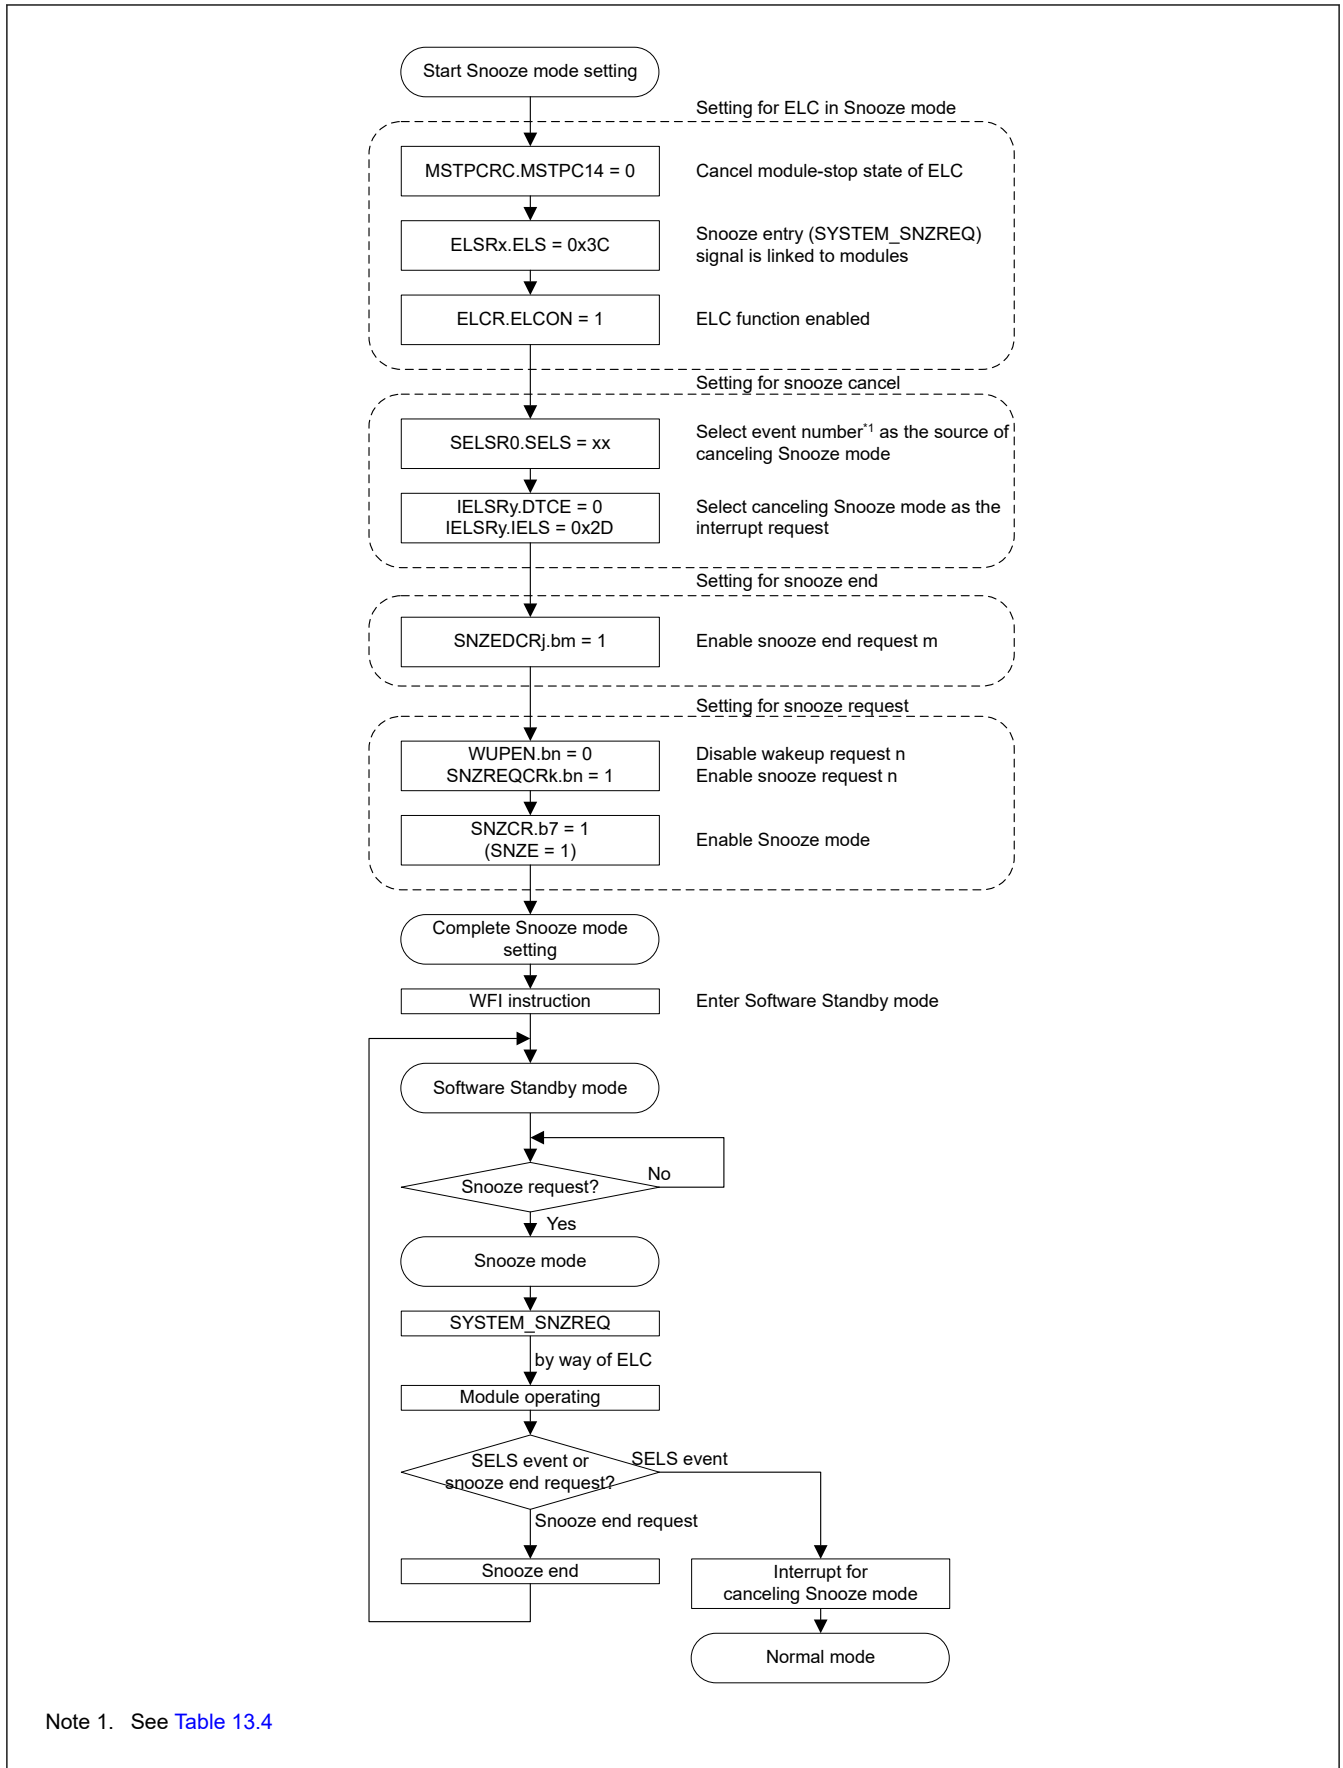 Start Snooze mode setting
Setting for ELC in Snooze mode
MSTPCRC.MSTPC14 = 0
Cancel module-stop state of ELC
ELSRx.ELS = 0x3C
Snooze entry (SYSTEM_SNZREQ)
signal is linked to modules
ELCR.ELCON = 1
ELC function enabled
Setting for snooze cancel
SELSR0.SELS = xx
Select event number*1 as the source of
canceling Snooze mode
IELSRy.DTCE = 0
IELSRy.IELS = 0x2D
Select canceling Snooze mode as the
interrupt request
Setting for snooze end
SNZEDCRj.bm = 1
Enable snooze end request m
Setting for snooze request
WUPEN.bn = 0
SNZREQCRk.bn = 1
Disable wakeup request n
Enable snooze request n
SNZCR.b7 = 1
(SNZE = 1)
Enable Snooze mode
Complete Snooze mode
setting
WFI instruction
Enter Software Standby mode
Software Standby mode
No
Snooze request?
Yes
Snooze mode
SYSTEM_SNZREQ
by way of ELC
Module operating
SELS event or
snooze end request?
SELS event
Snooze end request
Snooze end
Interrupt for
canceling Snooze mode
Normal mode
Note 1. See Table 13.4